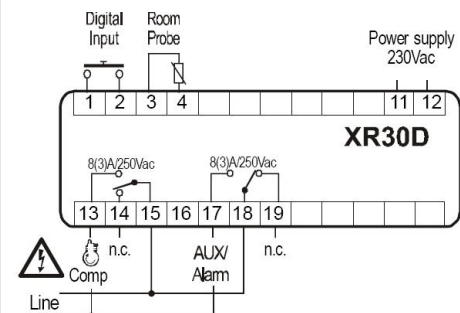 Digital Input
Room Probe
Power supply 230Vac
1 2 3 4 11 12
XR30D
8(3)A/250Vac 8(3)A/250Vac
13 14 15 16 17 18 19
Comp
n.c.
AUX/ Alarm
n.c.
Line